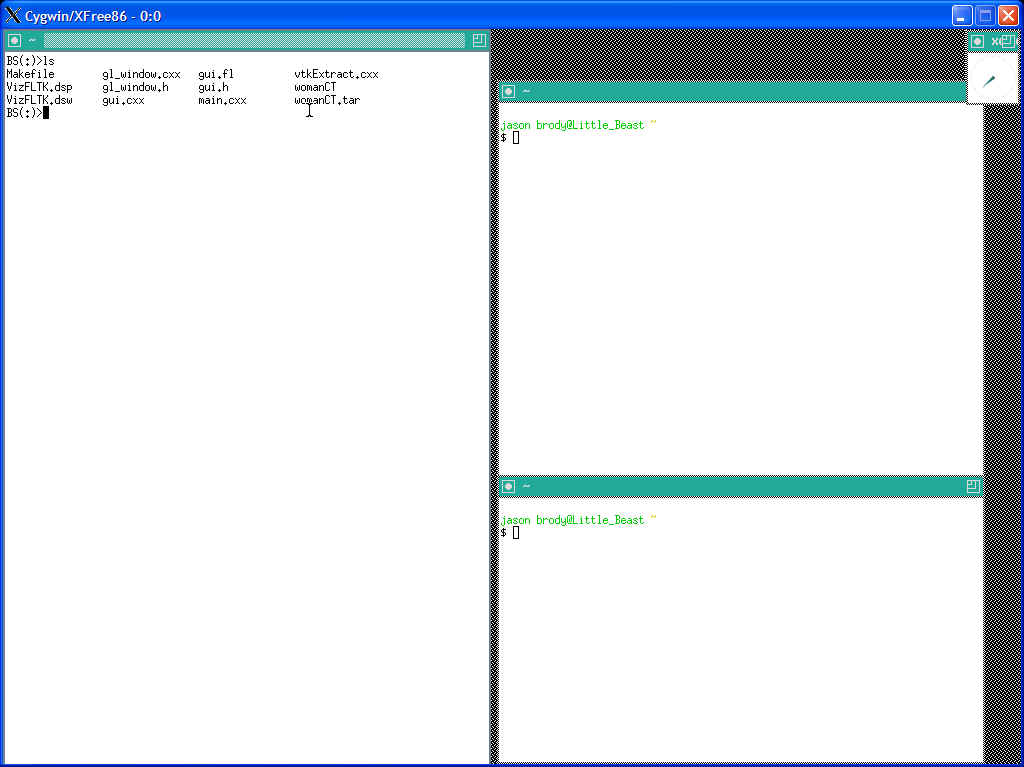 Cygwin/XFree86 - 0:0
~
BS(:)>ls
Makefile gl_window.cxx gui.fl vtkExtract.cxx
VizFLTK.dsp gl_window.h gui.h womanCT
VizFLTK.dsw gui.cxx main.cxx womanCT.tar
BS(:)>
~
jason brody@Little_Beast ~
$
~
jason brody@Little_Beast ~
$